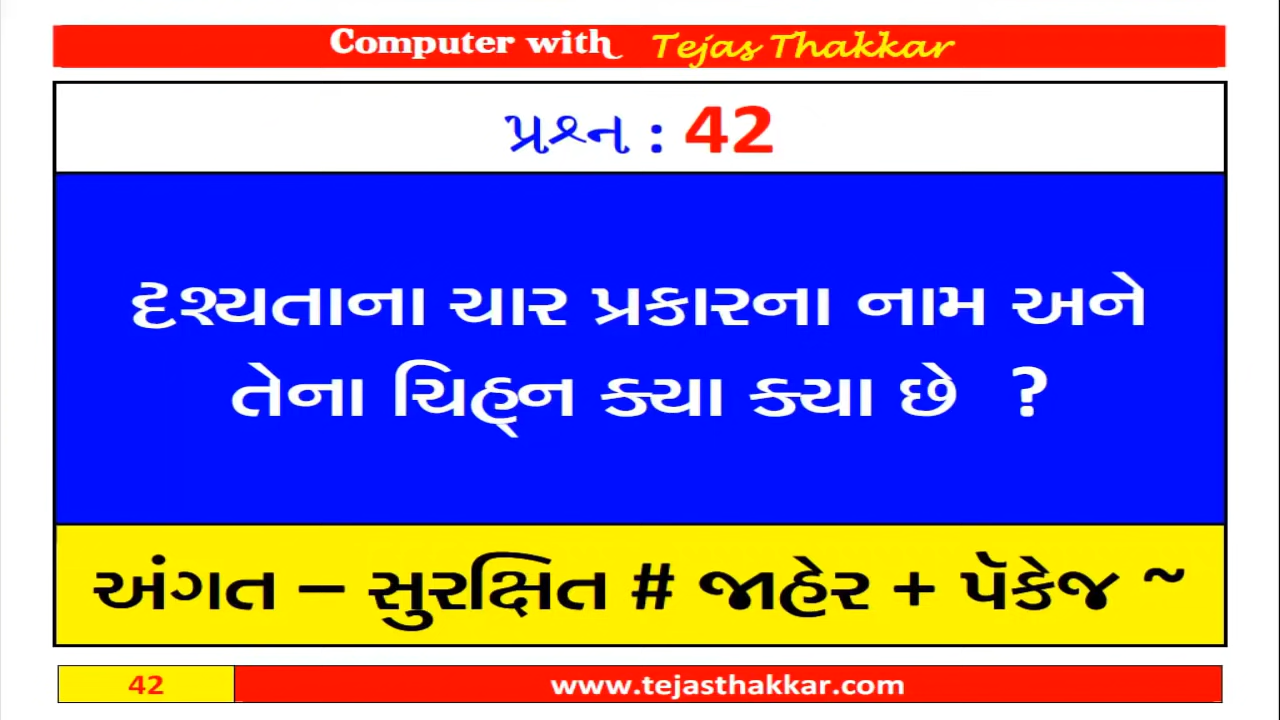 Computer with Tejas Thakkar
પ્રશ્ન : 42
દૃશ્યતાના ચાર પ્રકારના નામ અને
તેના ચિહ્ન ક્યા ક્યા છે ?
અંગત – સુરક્ષિત # જાહેર + પૅકેજ ~
42
www.tejasthakkar.com